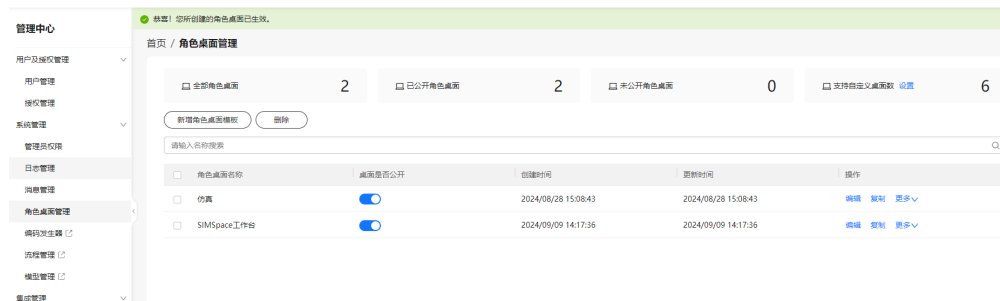 管理中心
用户及授权管理
用户管理
授权管理
系统管理
管理员权限
日志管理
消息管理
角色桌面管理
编码发生器
流程管理
模型管理
集成管理
恭喜！您所创建的角色桌面已生效。
首页 / 角色桌面管理
全部角色桌面 2 已公开角色桌面 2 未公开角色桌面 0 支持自定义桌面数 设置 6
新增角色桌面模板 删除
请输入名称搜索
角色桌面名称 桌面是否公开 创建时间 更新时间 操作
仿真 2024/08/28 15:08:43 2024/08/28 15:08:43 编辑 复制 更多
SIMSpace工作台 2024/09/09 14:17:36 2024/09/09 14:17:36 编辑 复制 更多